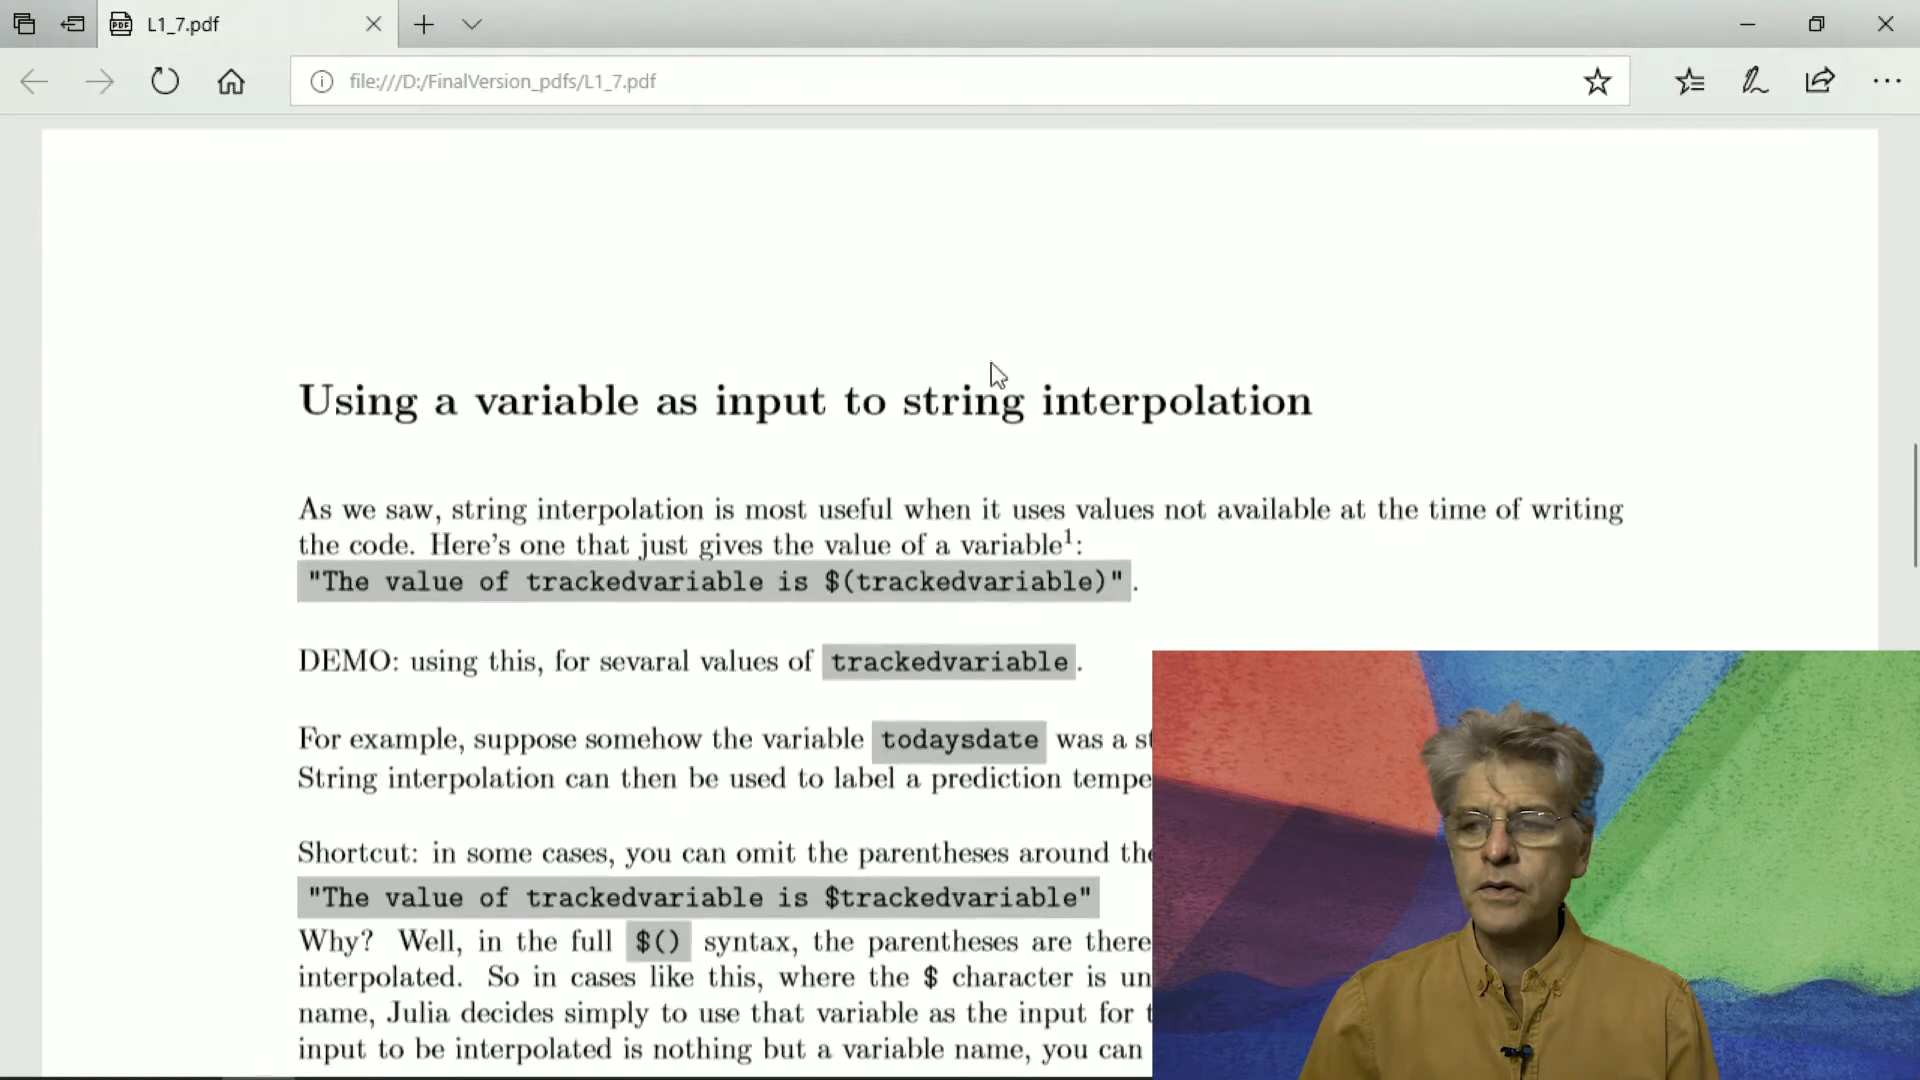 L1_7.pdf
file:///D:/FinalVersion_pdfs/L1_7.pdf
Using a variable as input to string interpolation
As we saw, string interpolation is most useful when it uses values not available at the time of writing
the code. Here's one that just gives the value of a variable¹:
"The value of trackedvariable is $(trackedvariable)" .
DEMO: using this, for sevaral values of trackedvariable .
For example, suppose somehow the variable todaysdate was a
String interpolation can then be used to label a prediction
Shortcut: in some cases, you can omit the parentheses around
"The value of trackedvariable is $trackedvariable"
Why? Well, in the full $() syntax, the parentheses are there
interpolated. So in cases like this, where the $ character is
name, Julia decides simply to use that variable as the input for
input to be interpolated is nothing but a variable name, you can